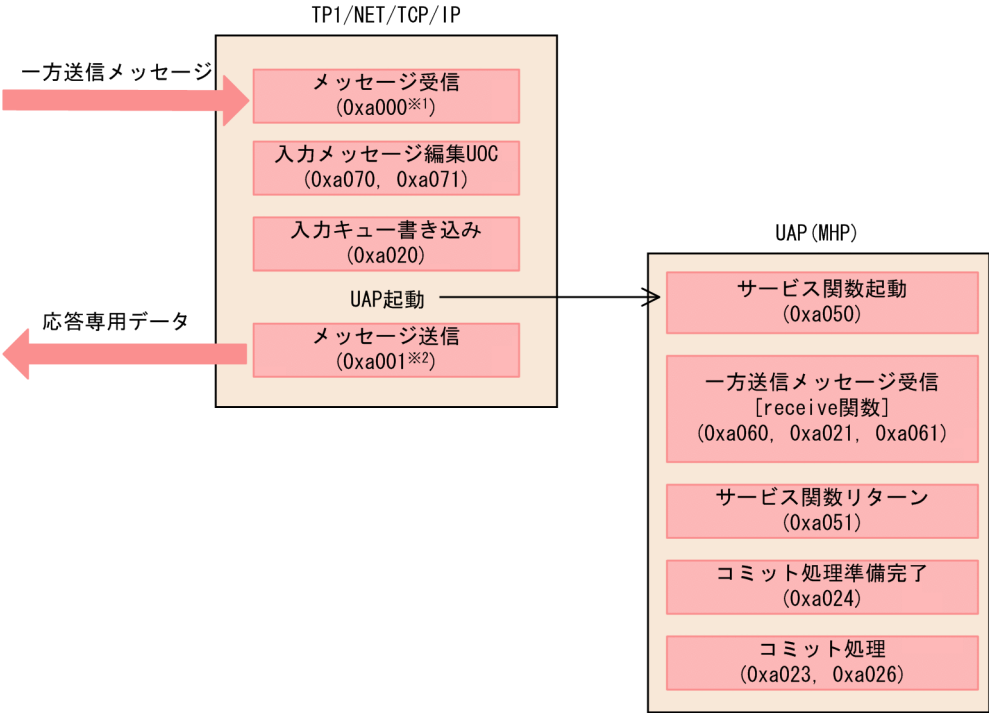 TP1/NET/TCP/IP
一方送信メッセージ
メッセージ受信
(0xa000※1)
入力メッセージ編集UOC
(0xa070, 0xa071)
入力キュー書き込み
(0xa020)
UAP起動
応答専用データ
メッセージ送信
(0xa001※2)
UAP(MHP)
サービス関数起動
(0xa050)
一方送信メッセージ受信
[receive関数]
(0xa060, 0xa021, 0xa061)
サービス関数リターン
(0xa051)
コミット処理準備完了
(0xa024)
コミット処理
(0xa023, 0xa026)